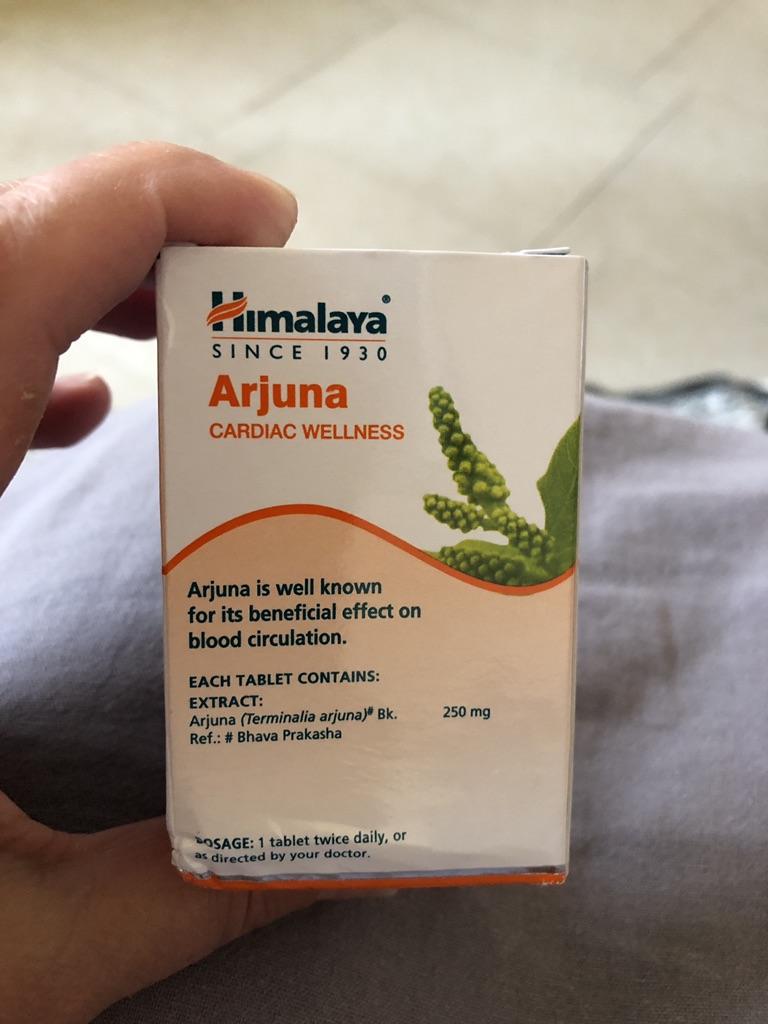 Himalaya®
SINCE 1930
Arjuna
CARDIAC WELLNESS
Arjuna is well known
for its beneficial effect on
blood circulation.
EACH TABLET CONTAINS:
EXTRACT:
Arjuna (Terminalia arjuna)# Bk. 250 mg
Ref.: # Bhava Prakasha
DOSAGE: 1 tablet twice daily, or
as directed by your doctor.